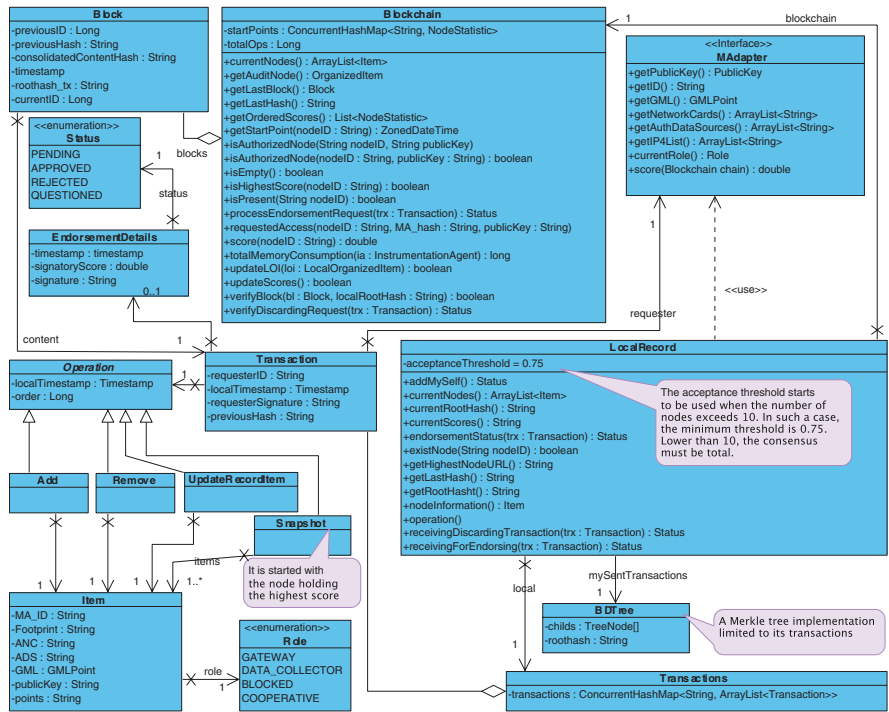 Block
-previousID : Long
-previousHash : String
-consolidatedContentHash : String
-timestamp
-roothash_tx : String
-currentID : Long
Blockchain
-startPoints : ConcurrentHashMap<String, NodeStatistic>
-totalOps : Long
+currentNodes() : ArrayList<Item>
+getAuditNode() : OrganizedItem
+getLastBlock() : Block
+getLastHash() : String
+getOrderedScores() : List<NodeStatistic>
+getStartPoint(nodeID : String) : ZonedDateTime
+isAuthorizedNode(String nodeID, String publicKey)
+isAuthorizedNode(nodeID : String, publicKey : String) : boolean
+isEmpty() : boolean
+isHighestScore(nodeID : String) : boolean
+isPresent(String nodeID) : boolean
+processEndorsementRequest(trx : Transaction) : Status
+requestedAccess(nodeID : String, MA_hash : String, publicKey : String)
+score(nodeID : String) : double
+totalMemoryConsumption(ia : InstrumentationAgent) : long
+updateLOI(loi : LocalOrganizedItem) : boolean
+updateScores() : boolean
+verifyBlock(bl : Block, localRootHash : String) : boolean
+verifyDiscardingRequest(trx : Transaction) : Status
1
blockchain
<<Interface>>
MAdapter
+getPublicKey() : PublicKey
+getID() : String
+getGML() : GMLPoint
+getNetworkCards() : ArrayList<String>
+getAuthDataSources() : ArrayList<String>
+getIP4List() : ArrayList<String>
+currentRole() : Role
+score(Blockchain chain) : double
<<enumeration>>
Status
PENDING
APPROVED
REJECTED
QUESTIONED
blocks
1
status
EndorsementDetails
-timestamp : timestamp
-signatoryScore : double
-signature : String
0..1
1
requester
<<use>>
content
1
Transaction
-requesterID : String
-localTimestamp : Timestamp
-requesterSignature : String
-previousHash : String
Operation
-localTimestamp : Timestamp
-order : Long
1
LocalRecord
-acceptanceThreshold = 0.75
+addMySelf() : Status
+currentNodes() : ArrayList<Item>
+currentRootHash() : String
+currentScores() : String
+endorsementStatus(trx : Transaction) : Status
+existNode(String nodeID) : boolean
+getHighestNodeURL() : String
+getLastHash() : String
+getRootHasht() : String
+nodeInformation() : Item
+operation()
+receivingDiscardingTransaction(trx : Transaction) : Status
+receivingForEndorsing(trx : Transaction) : Status
The acceptance threshold starts
to be used when the number of
nodes exceeds 10. In such a case,
the minimum threshold is 0.75.
Lower than 10, the consensus
must be total.
Add
Remove
UpdateRecordItem
Snapshot
It is started with
the node holding
the highest score
items
1
1
1
1..*
Item
-MA_ID : String
-Footprint : String
-ANC : String
-ADS : String
-GML : GMLPoint
-publicKey : String
-points : String
role
1
<<enumeration>>
Role
GATEWAY
DATA_COLLECTOR
BLOCKED
COOPERATIVE
local
1
mySentTransactions
1
BDTree
-childs : TreeNode[]
-roothash : String
A Merkle tree implementation
limited to its transactions
Transactions
-transactions : ConcurrentHashMap<String, ArrayList<Transaction>>